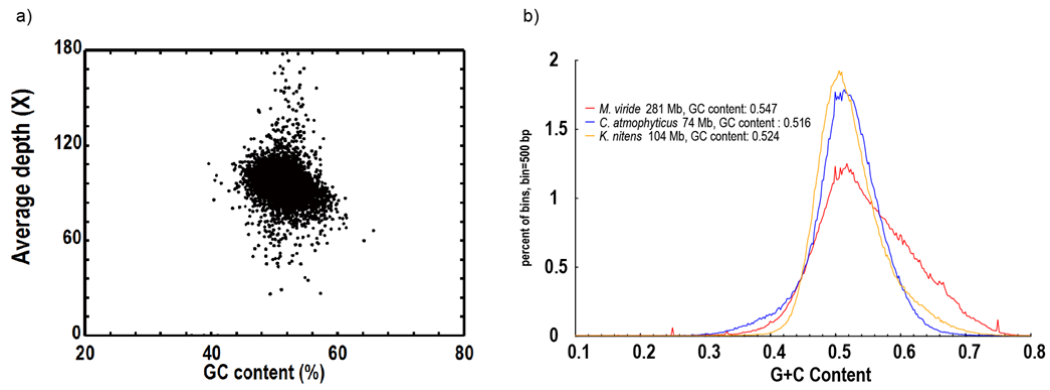 a)
180
120
60
0
Average depth (X)
20 40 60 80
GC content (%)
b)
2
1.5
1
0.5
0
percent of bins, bin=500 bp
M. viride 281 Mb, GC content: 0.547
C. atmophyticus 74 Mb, GC content : 0.516
K. nitens 104 Mb, GC content: 0.524
0.1 0.2 0.3 0.4 0.5 0.6 0.7 0.8
G+C Content